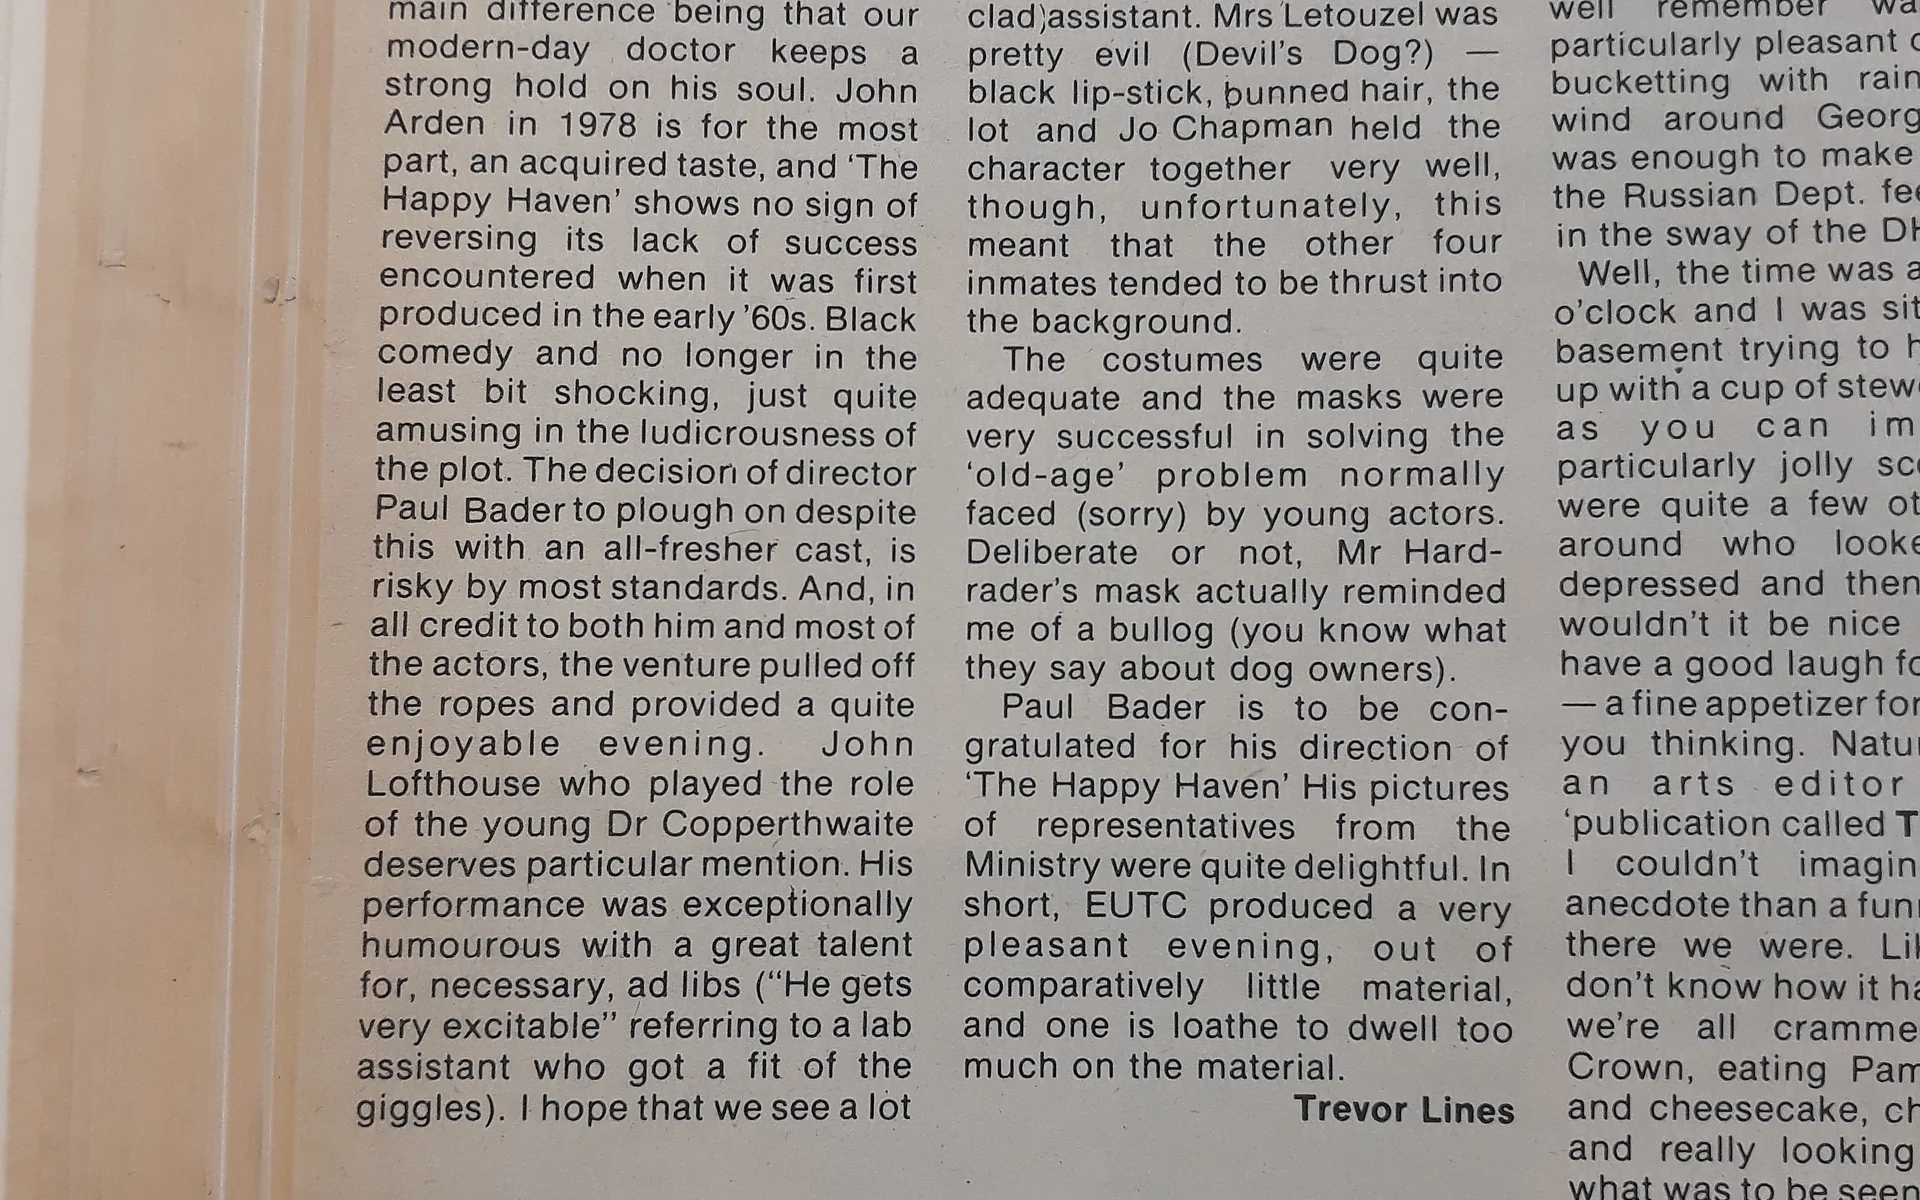 main difference being that our
modern-day doctor keeps a
strong hold on his soul. John
Arden in 1978 is for the most
part, an acquired taste, and ‘The
Happy Haven’ shows no sign of
reversing its lack of success
encountered when it was first
produced in the early ’60s. Black
comedy and no longer in the
least bit shocking, just quite
amusing in the ludicrousness of
the plot. The decision of director
Paul Bader to plough on despite
this with an all-fresher cast, is
risky by most standards. And, in
all credit to both him and most of
the actors, the venture pulled off
the ropes and provided a quite
enjoyable evening. John
Lofthouse who played the role
of the young Dr Copperthwaite
deserves particular mention. His
performance was exceptionally
humourous with a great talent
for, necessary, ad libs (“He gets
very excitable” referring to a lab
assistant who got a fit of the
giggles). I hope that we see a lot
clad)assistant. Mrs Letouzel was
pretty evil (Devil’s Dog?) —
black lip-stick, bunned hair, the
lot and Jo Chapman held the
character together very well,
though, unfortunately, this
meant that the other four
inmates tended to be thrust into
the background.
The costumes were quite
adequate and the masks were
very successful in solving the
‘old-age’ problem normally
faced (sorry) by young actors.
Deliberate or not, Mr Hard-
rader’s mask actually reminded
me of a bullog (you know what
they say about dog owners).
Paul Bader is to be con-
gratulated for his direction of
‘The Happy Haven’ His pictures
of representatives from the
Ministry were quite delightful. In
short, EUTC produced a very
pleasant evening, out of
comparatively little material,
and one is loathe to dwell too
much on the material.
Trevor Lines
well remember
particularly pleasant
bucketting with rain
wind around
was enough to make
the Russian Dept.
in the sway of the
Well, the time was
o’clock and I was
basement trying to
up with a cup of
as you can
particularly jolly
were quite a few
around who
depressed and then
wouldn’t it be nice
have a good laugh
— a fine appetizer for
you thinking.
an arts editor
‘publication called
I couldn’t
anecdote than a
there we were.
don’t know how it
we’re all
Crown, eating
and cheesecake,
and really looking
what was to be seen